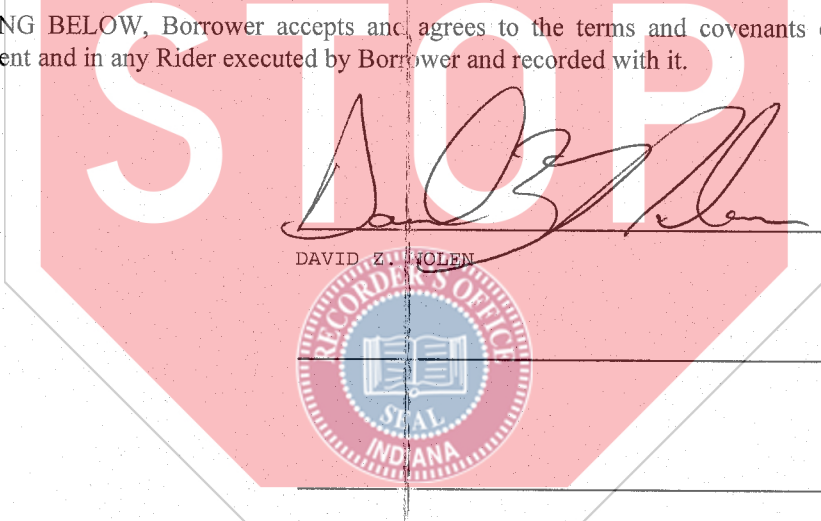 NG BELOW, Borrower accepts and agrees to the terms and covenants
ent and in any Rider executed by Borrower and recorded with it.
STOP
DAVID Z. NOLEN
RECORDER'S OFFICE
SEAL
INDIANA